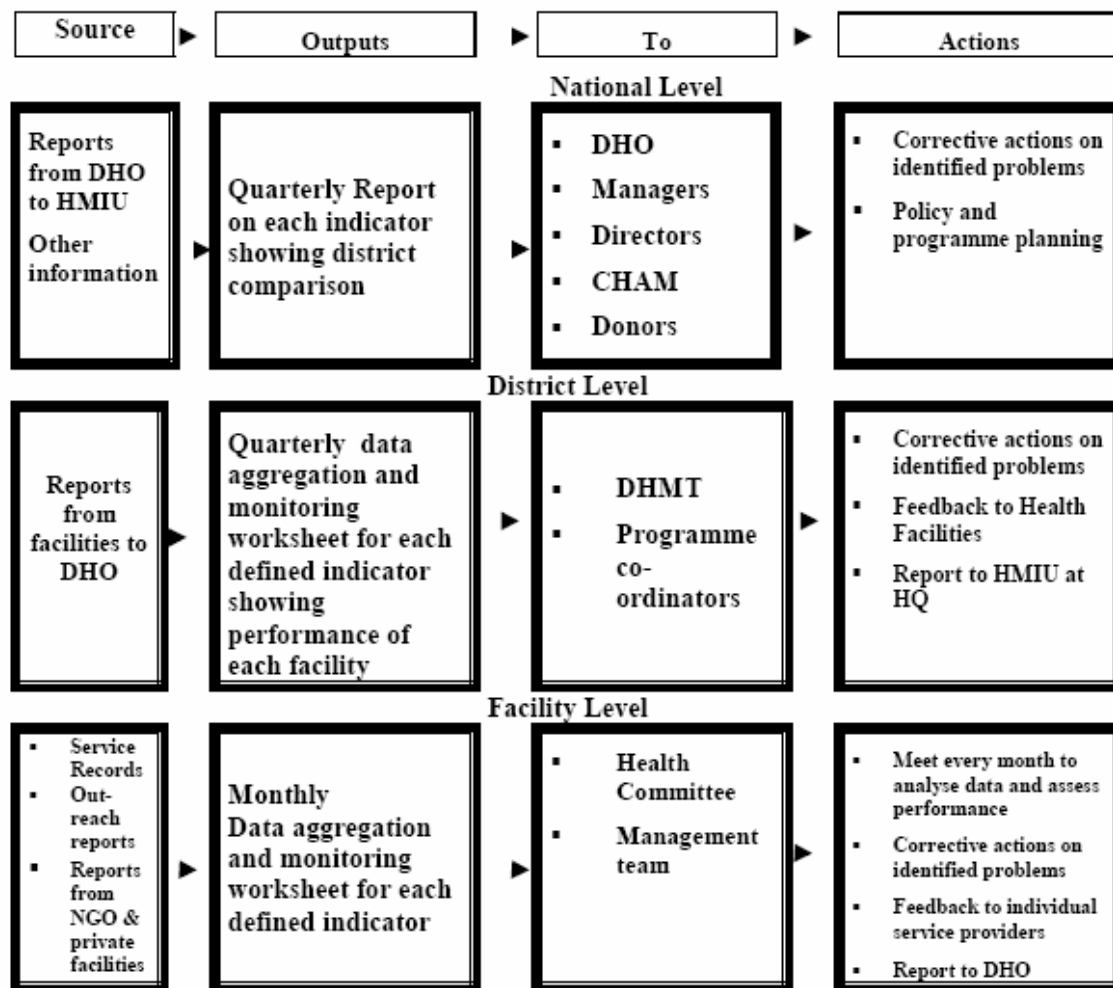 Source
Outputs
To
Actions
National Level
Reports
from DHO
to HMIU
Other
information
Quarterly Report
on each indicator
showing district
comparison
▪ DHO
▪ Managers
▪ Directors
▪ CHAM
▪ Donors
▪ Corrective actions on
identified problems
▪ Policy and
programme planning
District Level
Reports
from
facilities to
DHO
Quarterly data
aggregation and
monitoring
worksheet for each
defined indicator
showing
performance of
each facility
▪ DHMT
▪ Programme
co-
ordinators
▪ Corrective actions on
identified problems
▪ Feedback to Health
Facilities
▪ Report to HMIU at
HQ
Facility Level
▪ Service
Records
▪ Out-
reach
reports
▪ Reports
from
NGO &
private
facilities
Monthly
Data aggregation
and monitoring
worksheet for each
defined indicator
▪ Health
Committee
▪ Management
team
▪ Meet every month to
analyse data and assess
performance
▪ Corrective actions on
identified problems
▪ Feedback to individual
service providers
▪ Report to DHO